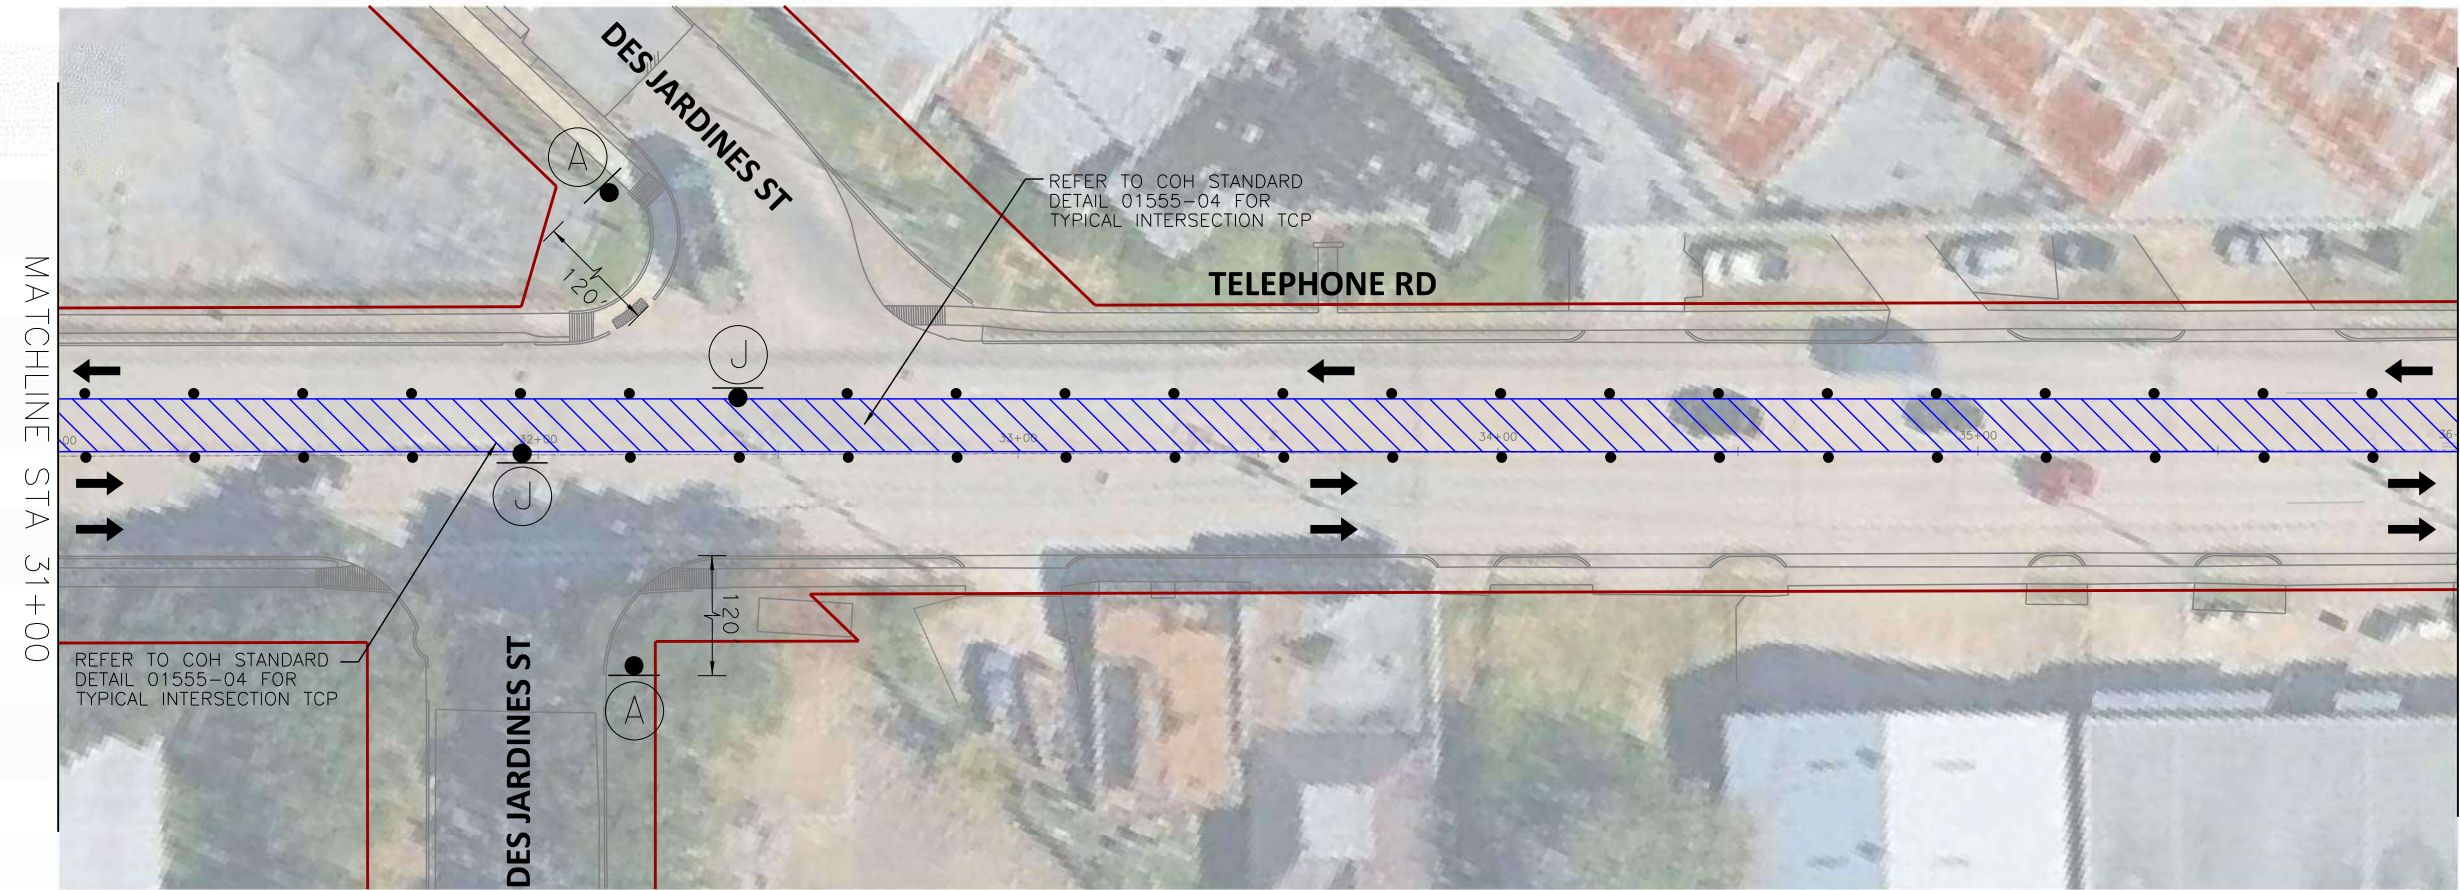 DES JARDINES ST
A
REFER TO COH STANDARD
DETAIL 01555-04 FOR
TYPICAL INTERSECTION TCP
120'
TELEPHONE RD
MATCHLINE STA 31+00
J
00
32+00
33+00
34+00
35+00
36
J
120'
REFER TO COH STANDARD
DETAIL 01555-04 FOR
TYPICAL INTERSECTION TCP
DES JARDINES ST
A